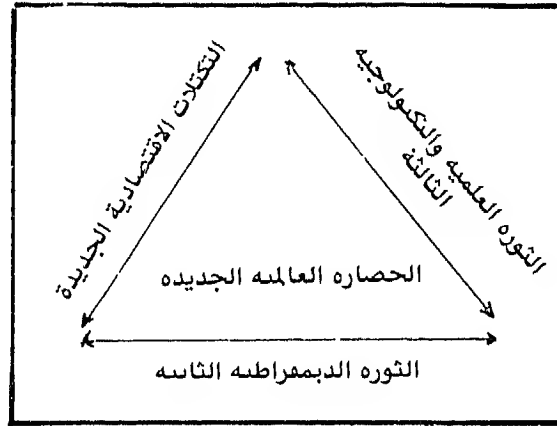 التكتلات الاقتصادية الجديدة
الثوره العلميه والتكنولوجيه
الثالثة
الحضاره العالميه الجديده
الثوره الديمقراطيه الثانيه